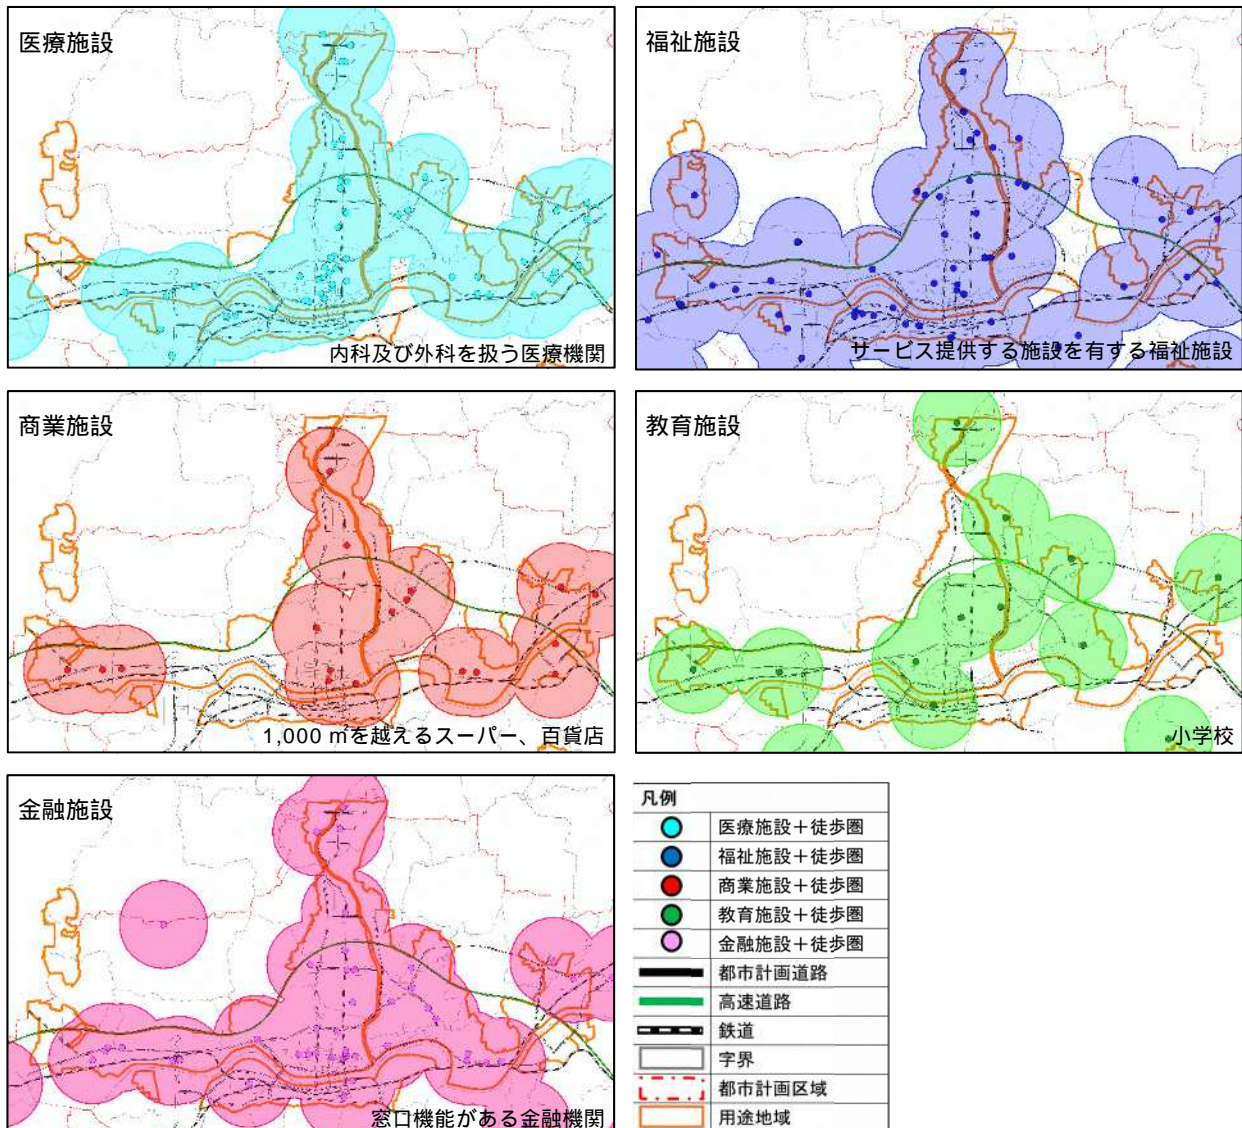 医療施設
内科及び外科を扱う医療機関
福祉施設
サービス提供する施設を有する福祉施設
商業施設
1,000 ㎡を越えるスーパー、百貨店
教育施設
小学校
金融施設
窓口機能がある金融機関
凡例
医療施設＋徒歩圏
福祉施設＋徒歩圏
商業施設＋徒歩圏
教育施設＋徒歩圏
金融施設＋徒歩圏
都市計画道路
高速道路
鉄道
字界
都市計画区域
用途地域